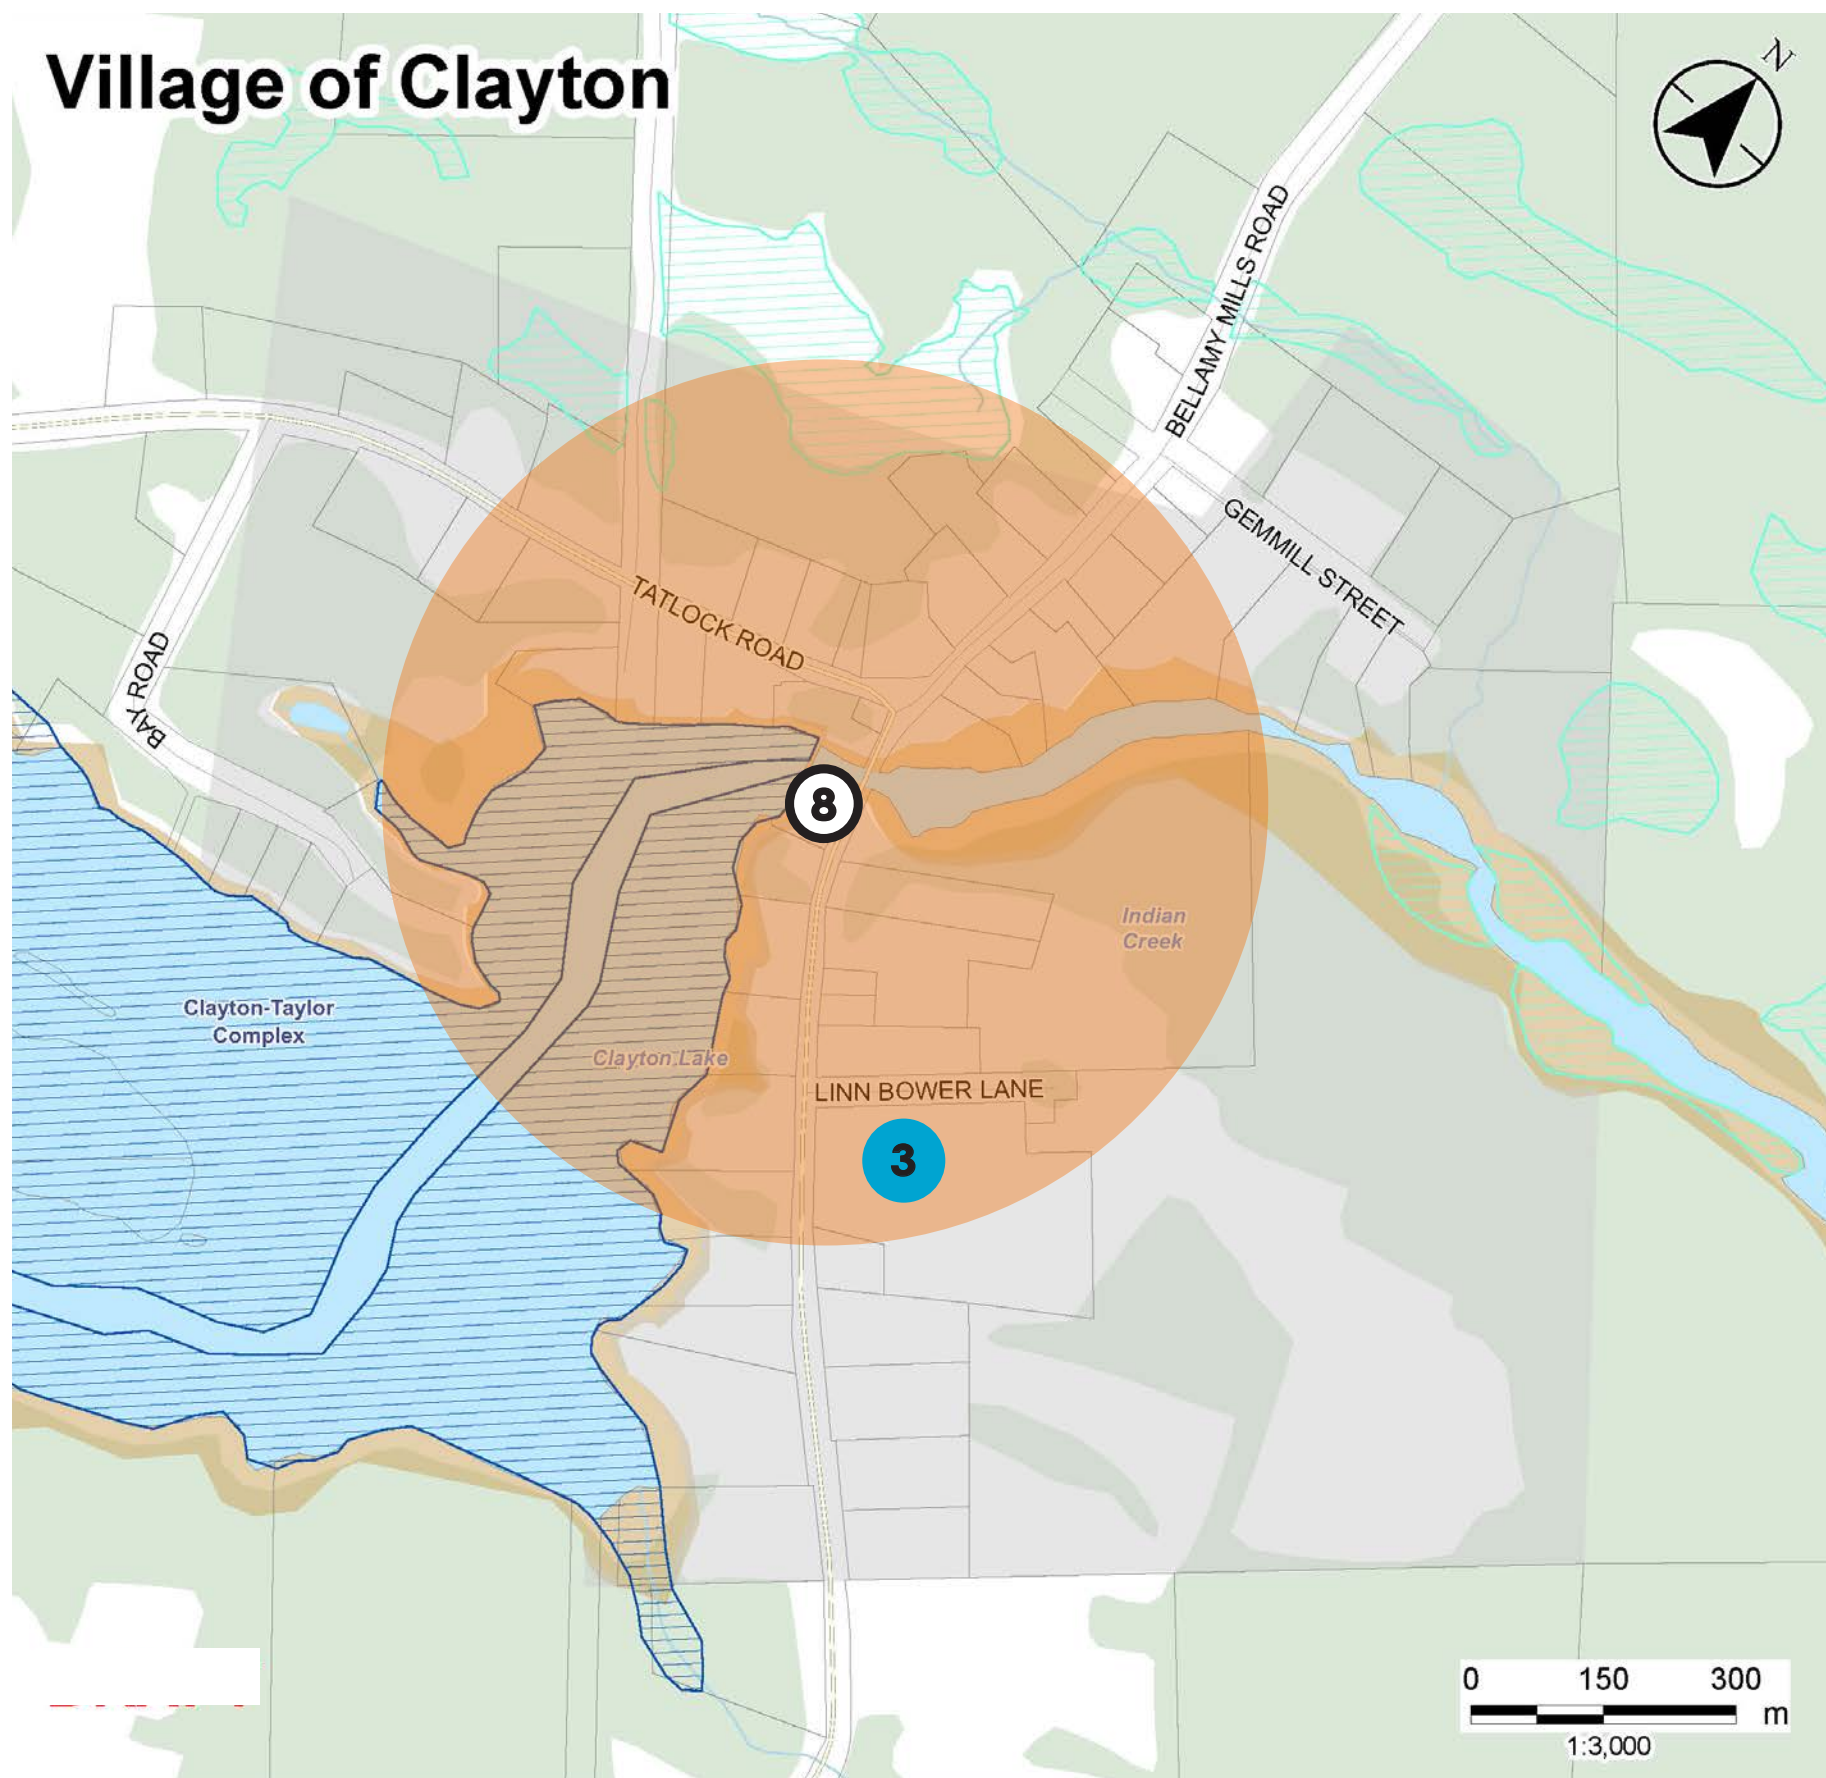 Village of Clayton
N
BELLAMY MILLS ROAD
GEMMILL STREET
TATLOCK ROAD
BAY ROAD
8
Indian
Creek
Clayton-Taylor
Complex
Clayton Lake
LINN BOWER LANE
3
0 150 300
m
1:3,000